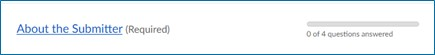 About the Submitter (Required)
0 of 4 questions answered